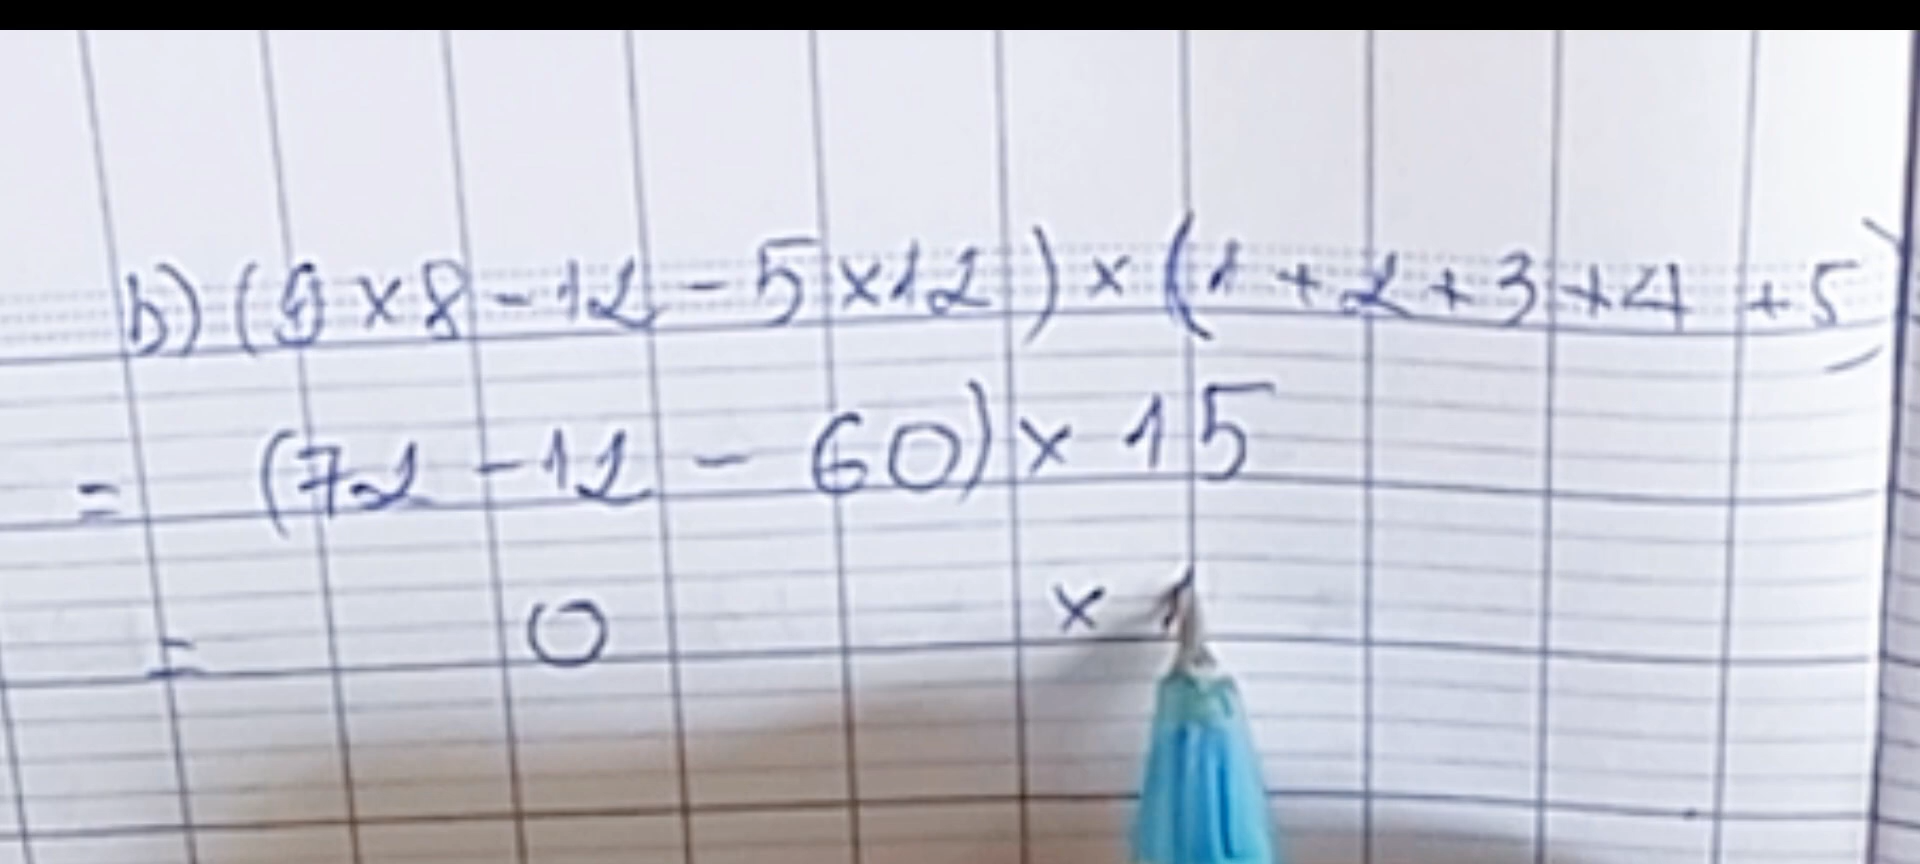 b) (9 × 8 - 12 - 5 × 12) × (1 + 2 + 3 + 4 + 5)
= (72 - 12 - 60) × 15
= 0 × 1